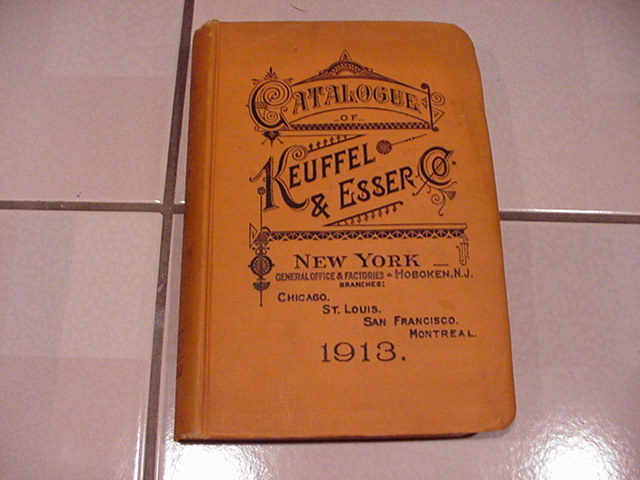 CATALOGUE
OF
KEUFFEL
& ESSER CO.
NEW YORK
GENERAL OFFICE & FACTORIES - HOBOKEN, N.J.
BRANCHES:
CHICAGO.
ST. LOUIS.
SAN FRANCISCO.
MONTREAL.
1913.